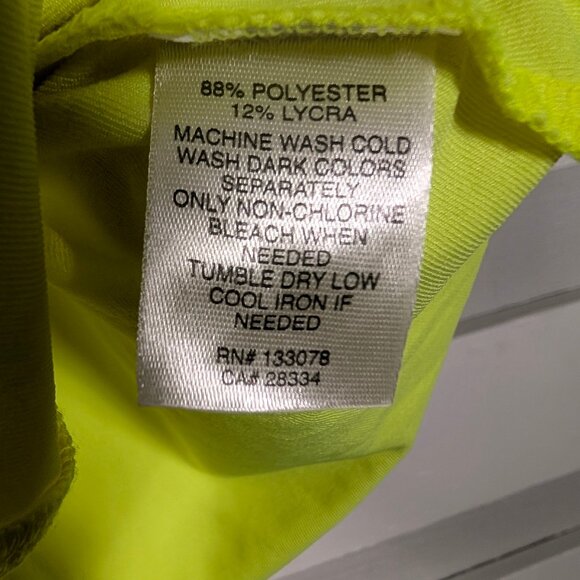 88% POLYESTER
12% LYCRA
MACHINE WASH COLD
WASH DARK COLORS
SEPARATELY
ONLY NON-CHLORINE
BLEACH WHEN
NEEDED
TUMBLE DRY LOW
COOL IRON IF
NEEDED
RN# 133078
CA# 28334